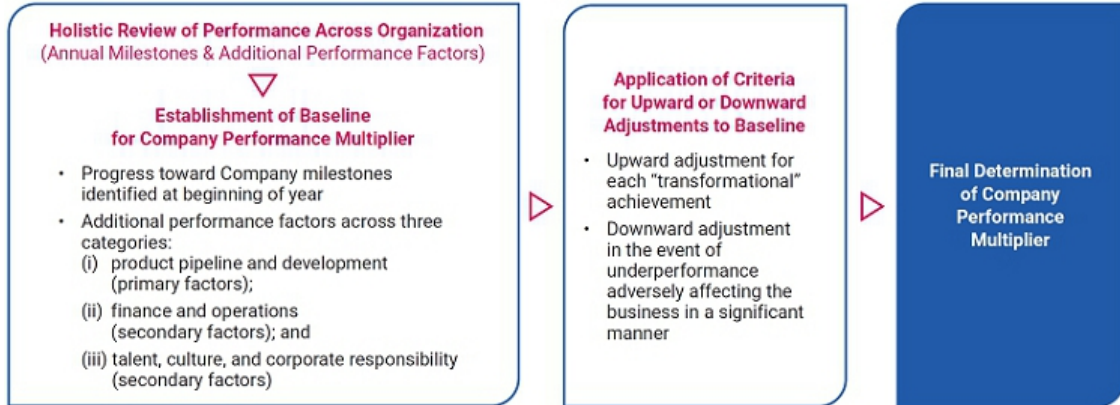 Holistic Review of Performance Across Organization
(Annual Milestones & Additional Performance Factors)
Establishment of Baseline
for Company Performance Multiplier
• Progress toward Company milestones
identified at beginning of year
• Additional performance factors across three
categories:
(i) product pipeline and development
(primary factors);
(ii) finance and operations
(secondary factors); and
(iii) talent, culture, and corporate responsibility
(secondary factors)
Application of Criteria
for Upward or Downward
Adjustments to Baseline
• Upward adjustment for
each “transformational”
achievement
• Downward adjustment
in the event of
underperformance
adversely affecting the
business in a significant
manner
Final Determination
of Company
Performance
Multiplier